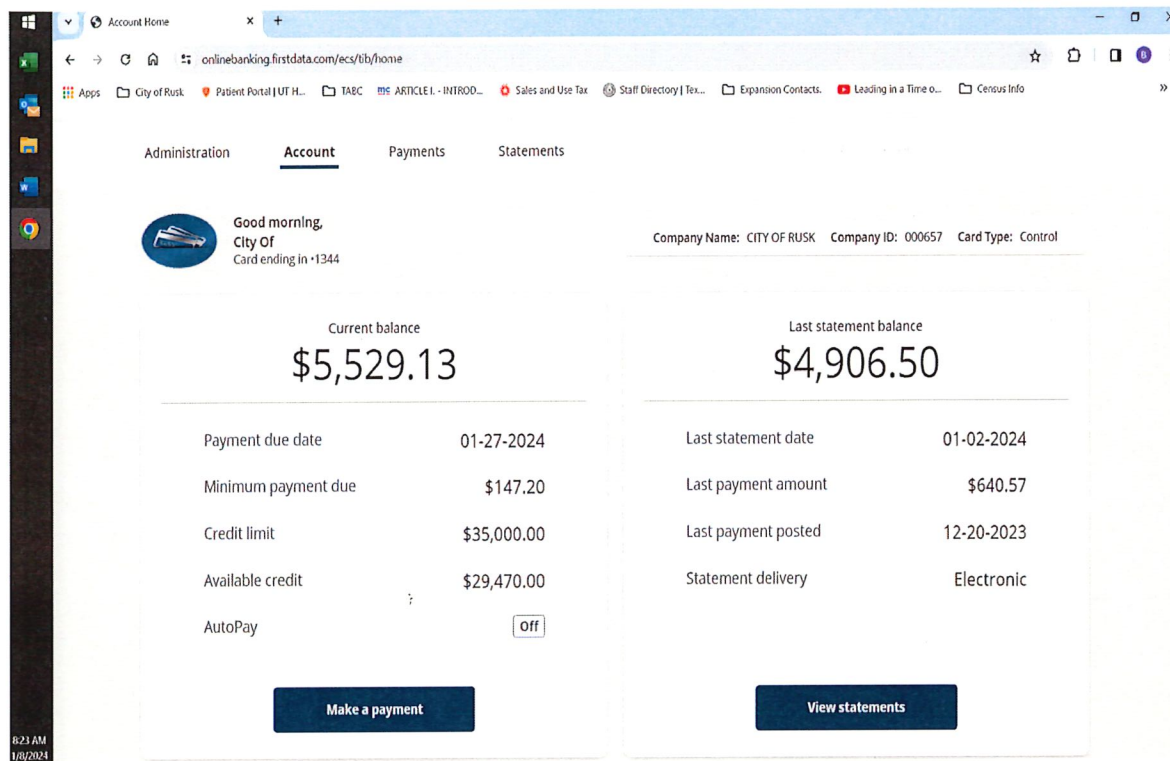 Account Home
onlinebanking.firstdata.com/ecs/tib/home
Apps City of Rusk Patient Portal | UT H... TABC mc ARTICLE I. - INTROD... Sales and Use Tax Staff Directory | Tex... Expansion Contacts. Leading in a Time o... Census Info »
Administration Account Payments Statements
Good morning,
City Of
Card ending in •1344
Company Name: CITY OF RUSK Company ID: 000657 Card Type: Control
Current balance
$5,529.13
Payment due date 01-27-2024
Minimum payment due $147.20
Credit limit $35,000.00
Available credit $29,470.00
AutoPay Off
Make a payment
Last statement balance
$4,906.50
Last statement date 01-02-2024
Last payment amount $640.57
Last payment posted 12-20-2023
Statement delivery Electronic
View statements
8:23 AM
1/8/2024